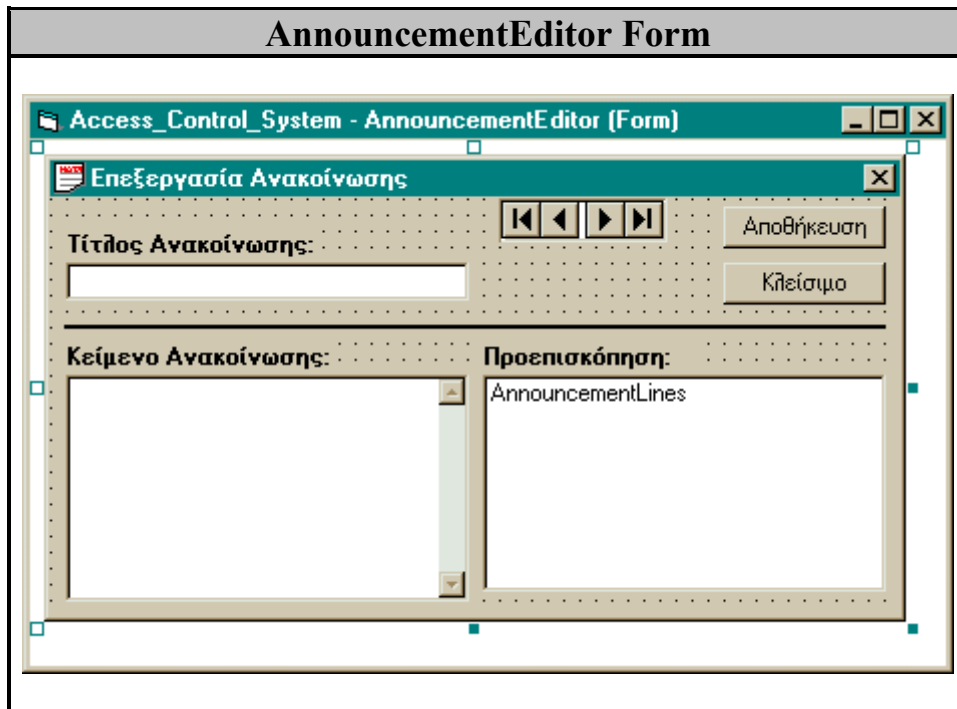 AnnouncementEditor Form
Access_Control_System - AnnouncementEditor (Form)
Επεξεργασία Ανακοίνωσης
Τίτλος Ανακοίνωσης:
Αποθήκευση
Κλείσιμο
Κείμενο Ανακοίνωσης:
Προεπισκόπηση:
AnnouncementLines